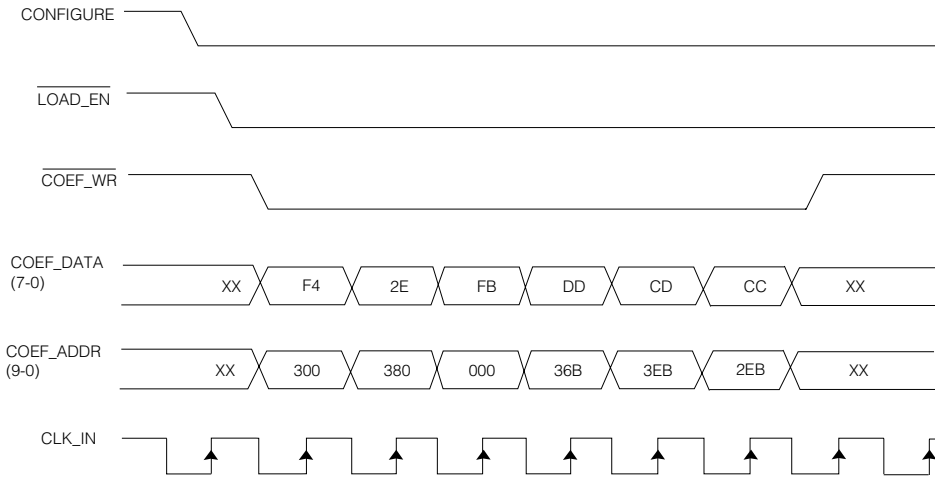 CONFIGURE
LOAD_EN
COEF_WR
COEF_DATA
(7-0)
XX F4 2E FB DD CD CC XX
COEF_ADDR
(9-0)
XX 300 380 000 36B 3EB 2EB XX
CLK_IN